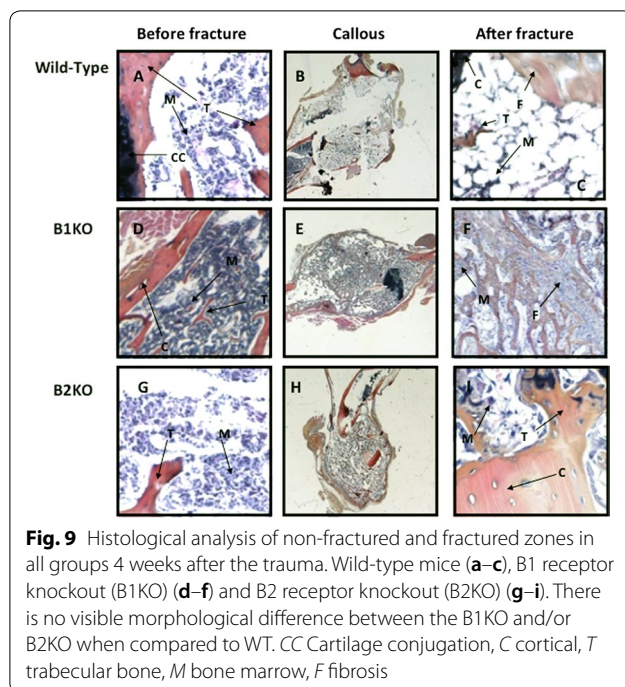 Before fracture
Callous
After fracture
Wild-Type
A
M
T
CC
B
C
F
T
M
C
B1KO
D
M
T
C
E
F
M
F
B2KO
G
T
M
H
I
M
T
C
Fig. 9 Histological analysis of non-fractured and fractured zones in
all groups 4 weeks after the trauma. Wild-type mice (a–c), B1 receptor
knockout (B1KO) (d–f) and B2 receptor knockout (B2KO) (g–i). There
is no visible morphological difference between the B1KO and/or
B2KO when compared to WT. CC Cartilage conjugation, C cortical, T
trabecular bone, M bone marrow, F fibrosis